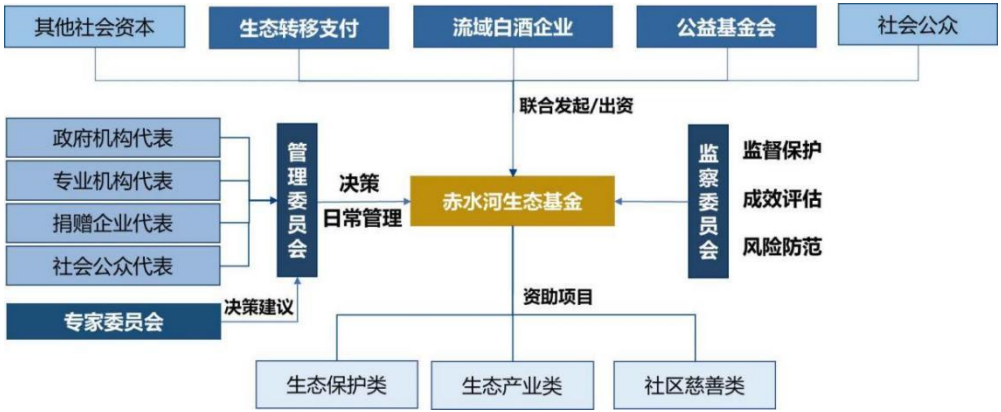 其他社会资本
生态转移支付
流域白酒企业
公益基金会
社会公众
联合发起/出资
政府机构代表
专业机构代表
捐赠企业代表
社会公众代表
管理委员会
决策
日常管理
赤水河生态基金
监察委员会
监督保护
成效评估
风险防范
专家委员会
决策建议
资助项目
生态保护类
生态产业类
社区慈善类